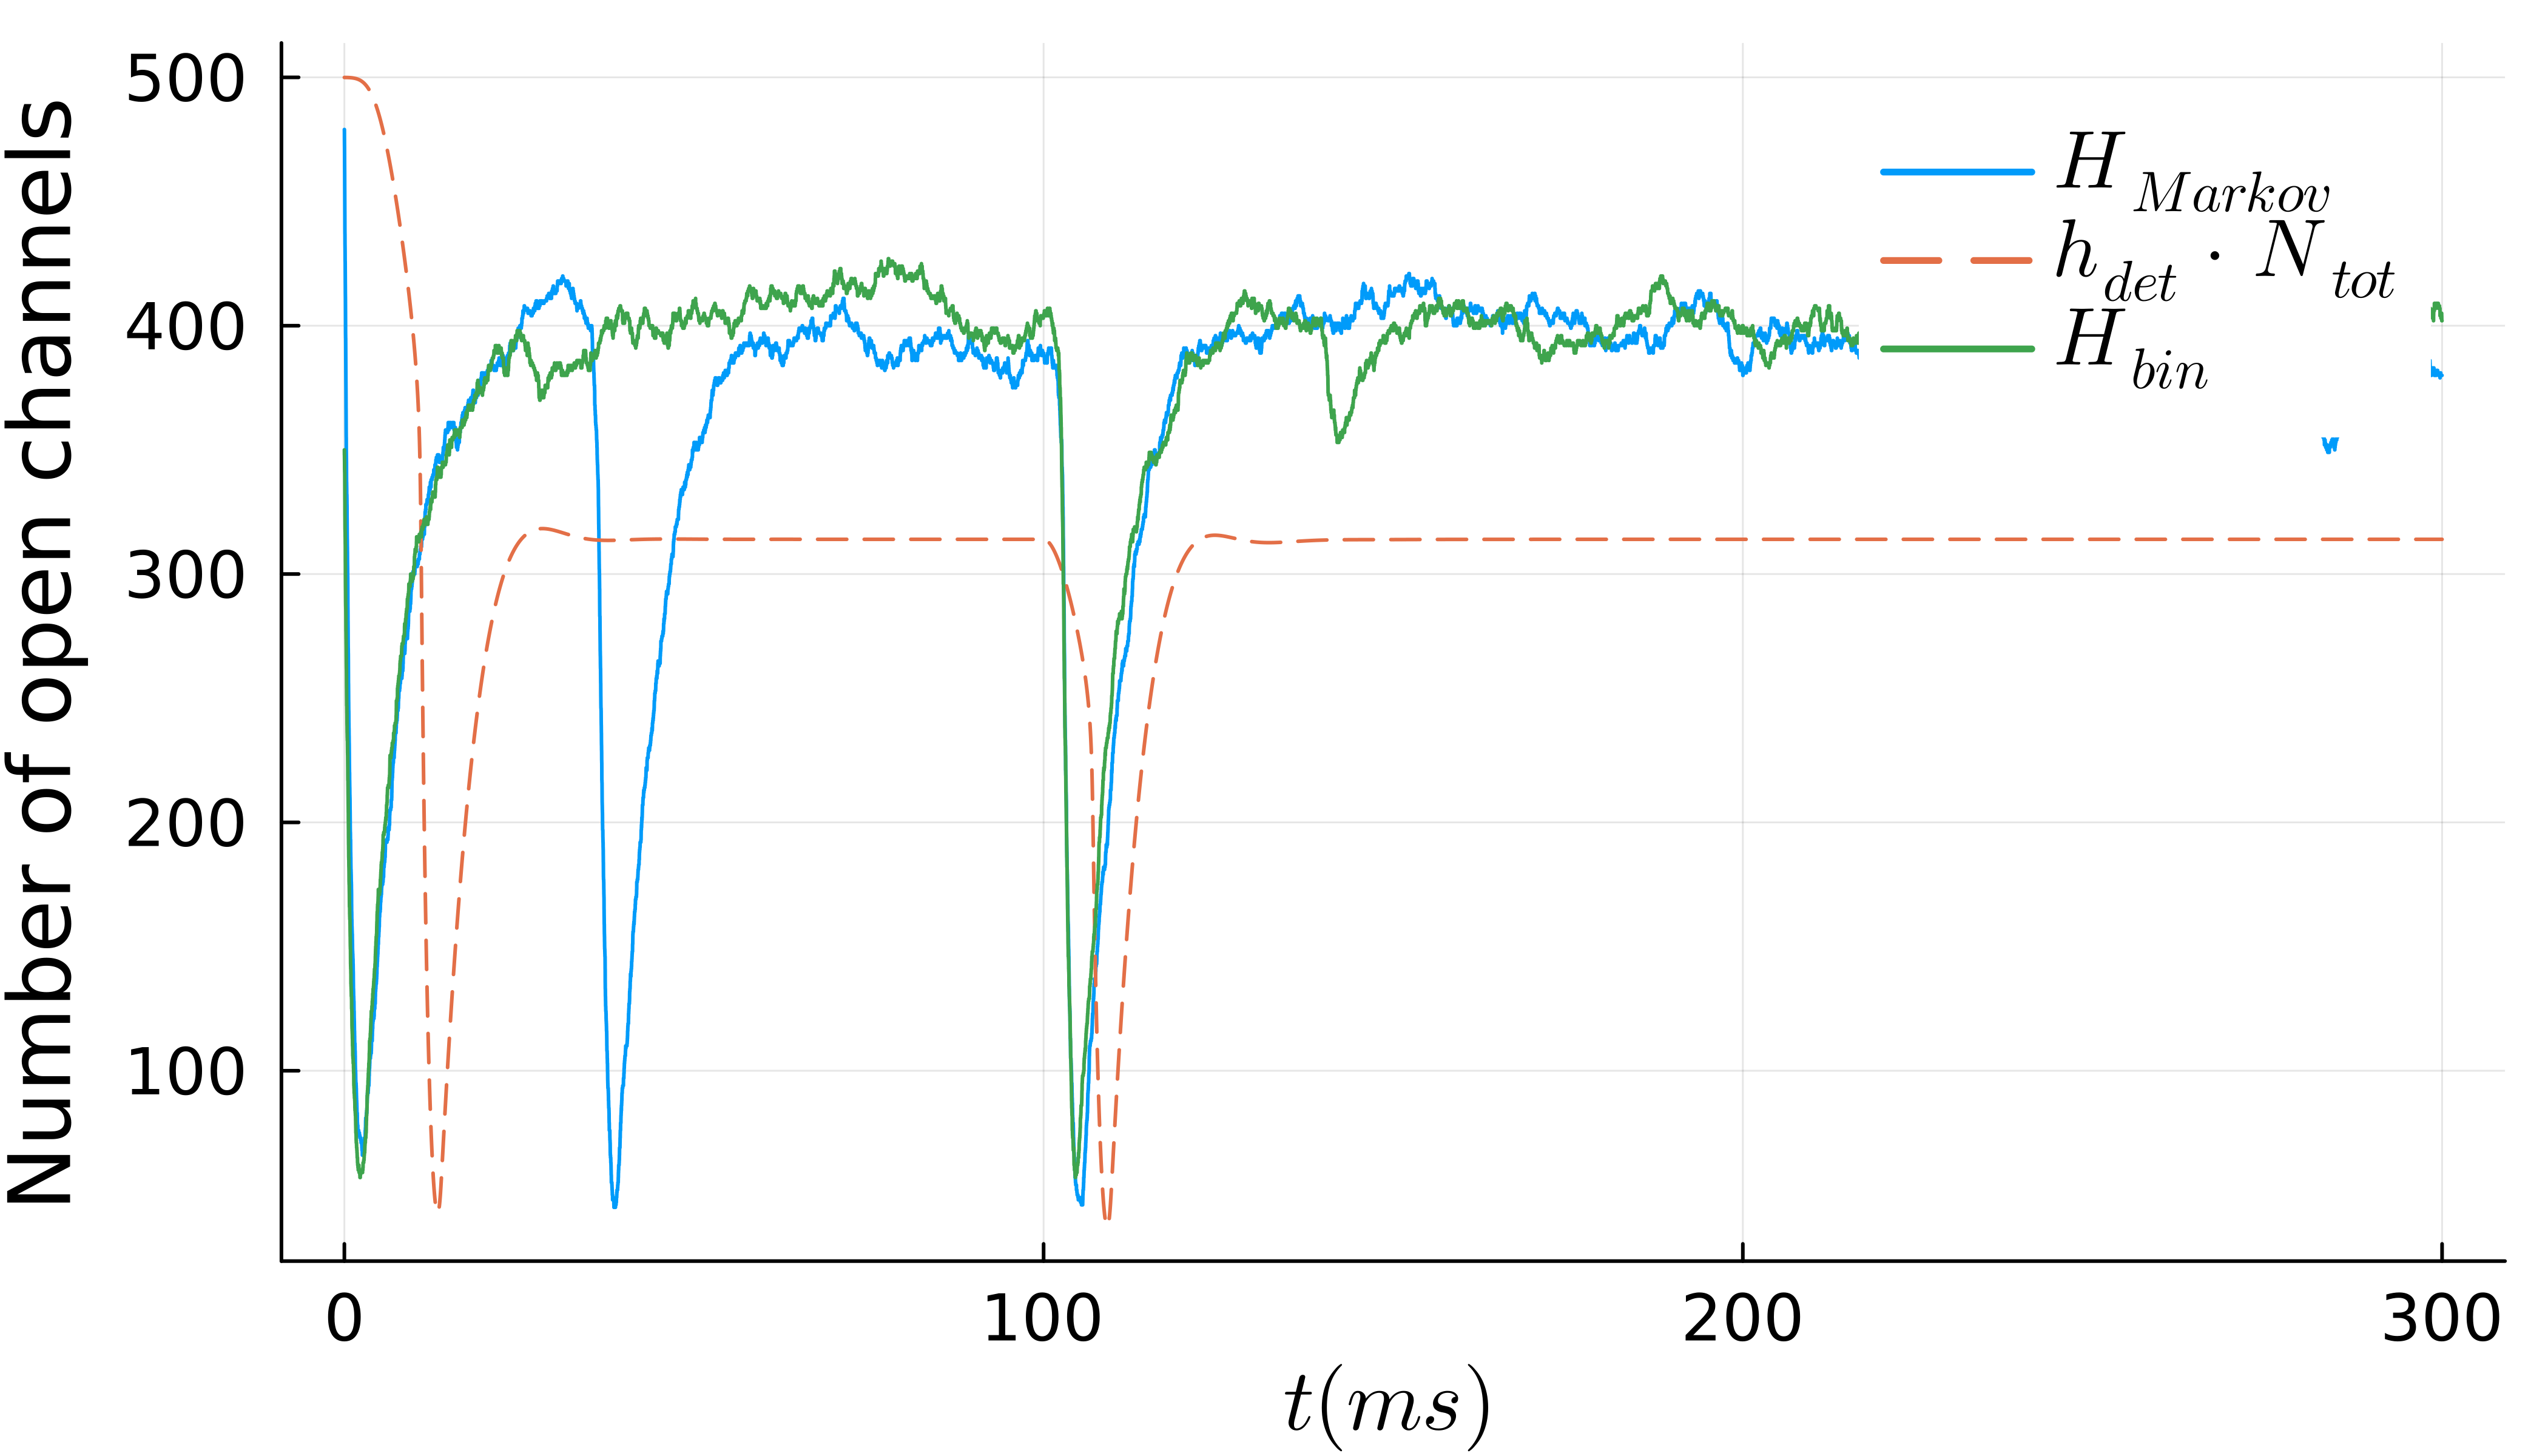 Number of open channels
500
400
300
200
100
0 100 200 300
t(ms)
H_Markov
h_det · N_tot
H_bin